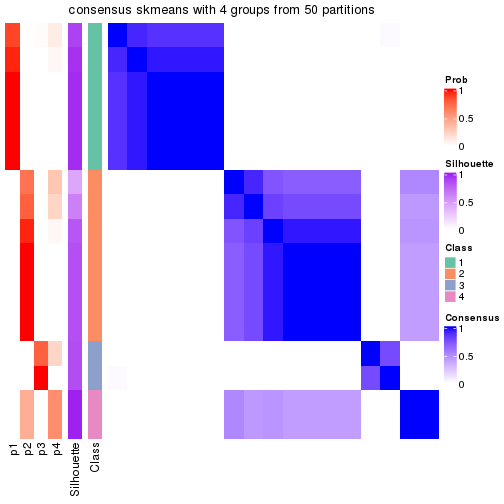 consensus skmeans with 4 groups from 50 partitions
Prob
1
0.5
0
Silhouette
1
0.5
0
Class
1
2
3
4
Consensus
1
0.5
0
p1
p2
p3
p4
Silhouette
Class